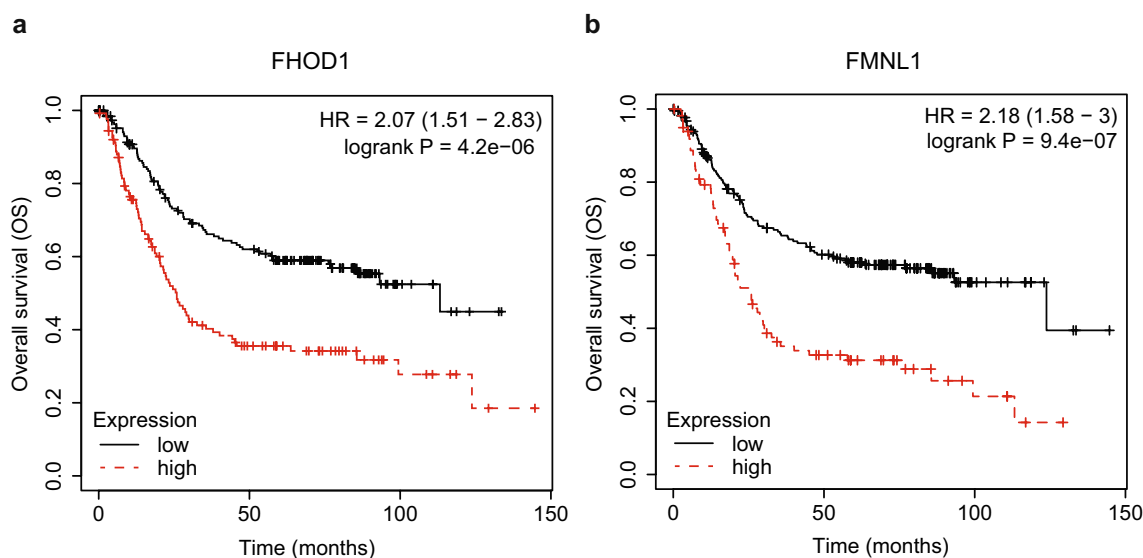 a
FHOD1
HR = 2.07 (1.51 − 2.83)
logrank P = 4.2e−06
Overall survival (OS)
1.0
0.8
0.6
0.4
0.2
0.0
Expression
low
high
0 50 100 150
Time (months)
b
FMNL1
HR = 2.18 (1.58 − 3)
logrank P = 9.4e−07
Overall survival (OS)
1.0
0.8
0.6
0.4
0.2
0.0
Expression
low
high
0 50 100 150
Time (months)